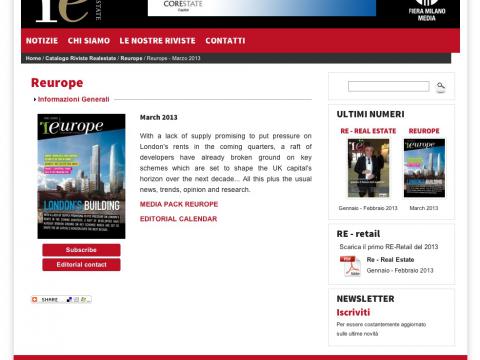 re
ESTATE
CORESTATE
Capital
FIERA MILANO
MEDIA
NOTIZIE CHI SIAMO LE NOSTRE RIVISTE CONTATTI
Home / Catalogo Riviste Realestate / Reurope / Reurope - Marzo 2013
Reurope
Informazioni Generali
reurope
LONDON'S BUILDING
March 2013
With a lack of supply promising to put pressure on
London's rents in the coming quarters, a raft of
developers have already broken ground on key
schemes which are set to shape the UK capital's
horizon over the next decade... All this plus the usual
news, trends, opinion and research.
MEDIA PACK REUROPE
EDITORIAL CALENDAR
Subscribe
Editorial contact
SHARE
ULTIMI NUMERI
RE - REAL ESTATE REUROPE
Gennaio - Febbraio 2013 March 2013
RE - retail
Scarica il primo RE-Retail del 2013
Re - Real Estate
Gennaio - Febbraio 2013
NEWSLETTER
Iscriviti
Per essere costantemente aggiornato
sulle ultime novità